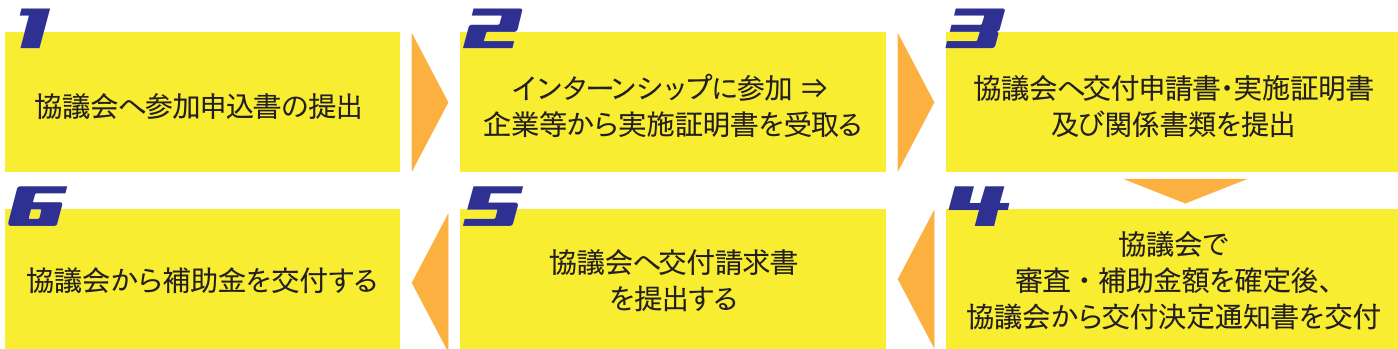 1
協議会へ参加申込書の提出
2
インターンシップに参加 ⇒
企業等から実施証明書を受取る
3
協議会へ交付申請書・実施証明書
及び関係書類を提出
4
協議会で
審査・補助金額を確定後、
協議会から交付決定通知書を交付
5
協議会へ交付請求書
を提出する
6
協議会から補助金を交付する